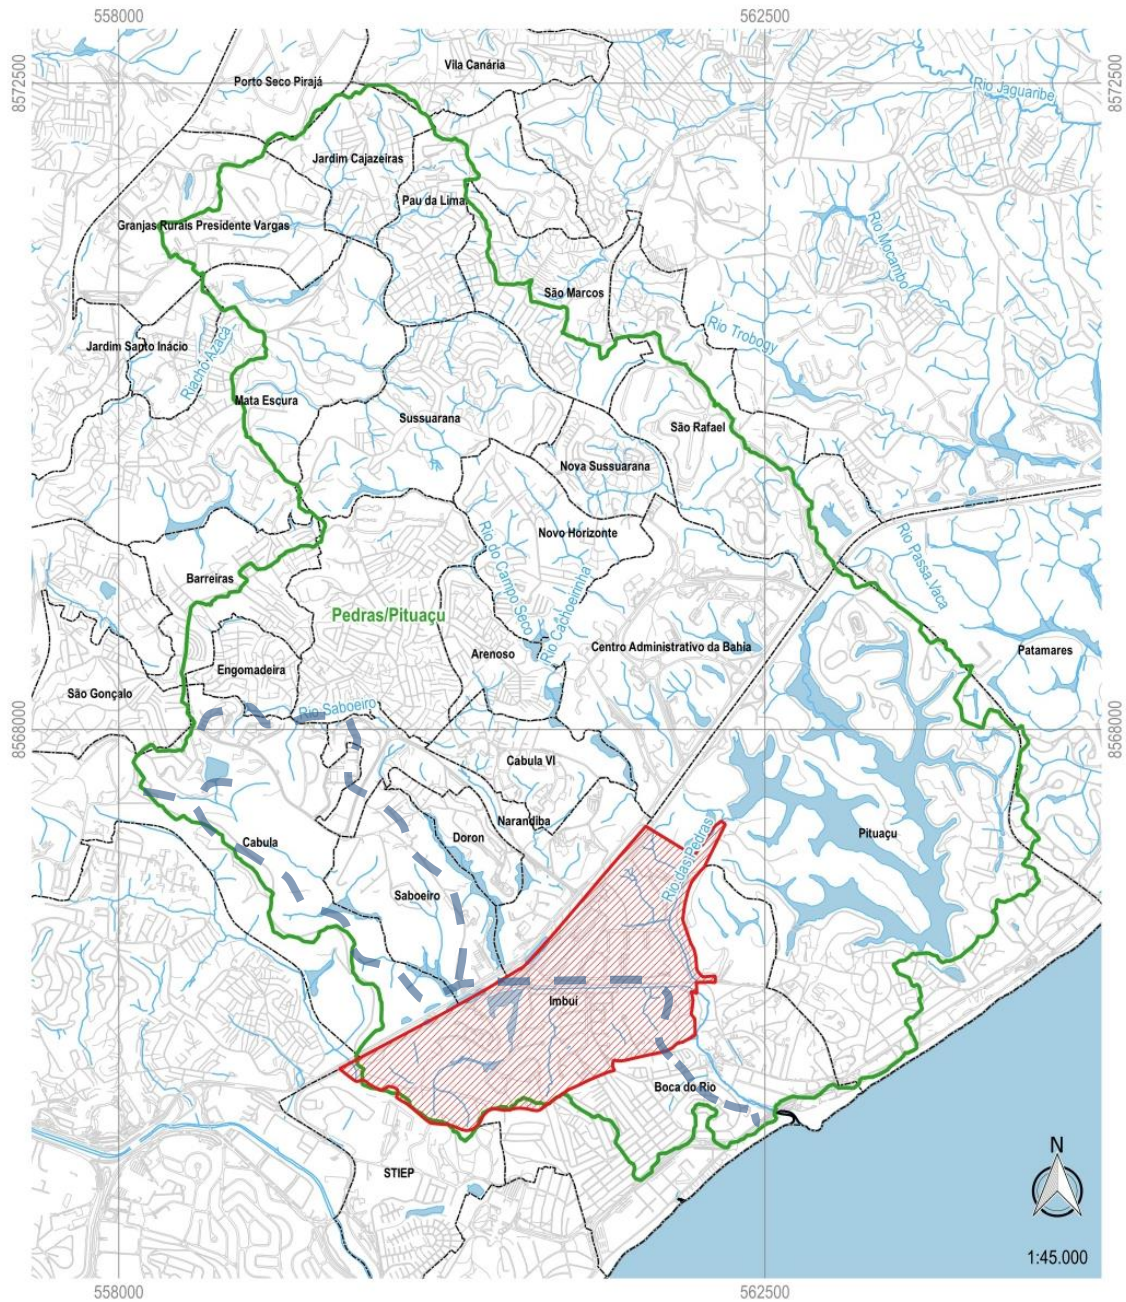 558000
562500
8572500
8572500
Vila Canária
Porto Seco Pirajá
Rio Jaguaribe
Jardim Cajazeiras
Pau da Lima
Granjas Rurais Presidente Vargas
Rio Mocambo
São Marcos
Rio Trobogy
Jardim Santo Inácio
Riacho Azaca
Mata Escura
Sussuarana
São Rafael
Nova Sussuarana
Novo Horizonte
Rio do Campo Seco
Rio Cachoeirinha
Rio Passa Vaca
Barreiras
Pedras/Pituaçu
Arenoso
Centro Administrativo da Bahia
Patamares
Engomadeira
São Gonçalo
Rio Saboeiro
8568000
8568000
Cabula VI
Narandiba
Doron
Cabula
Pituaçu
Rio das Pedras
Saboeiro
Imbuí
Boca do Rio
STIEP
N
1:45.000
558000
562500